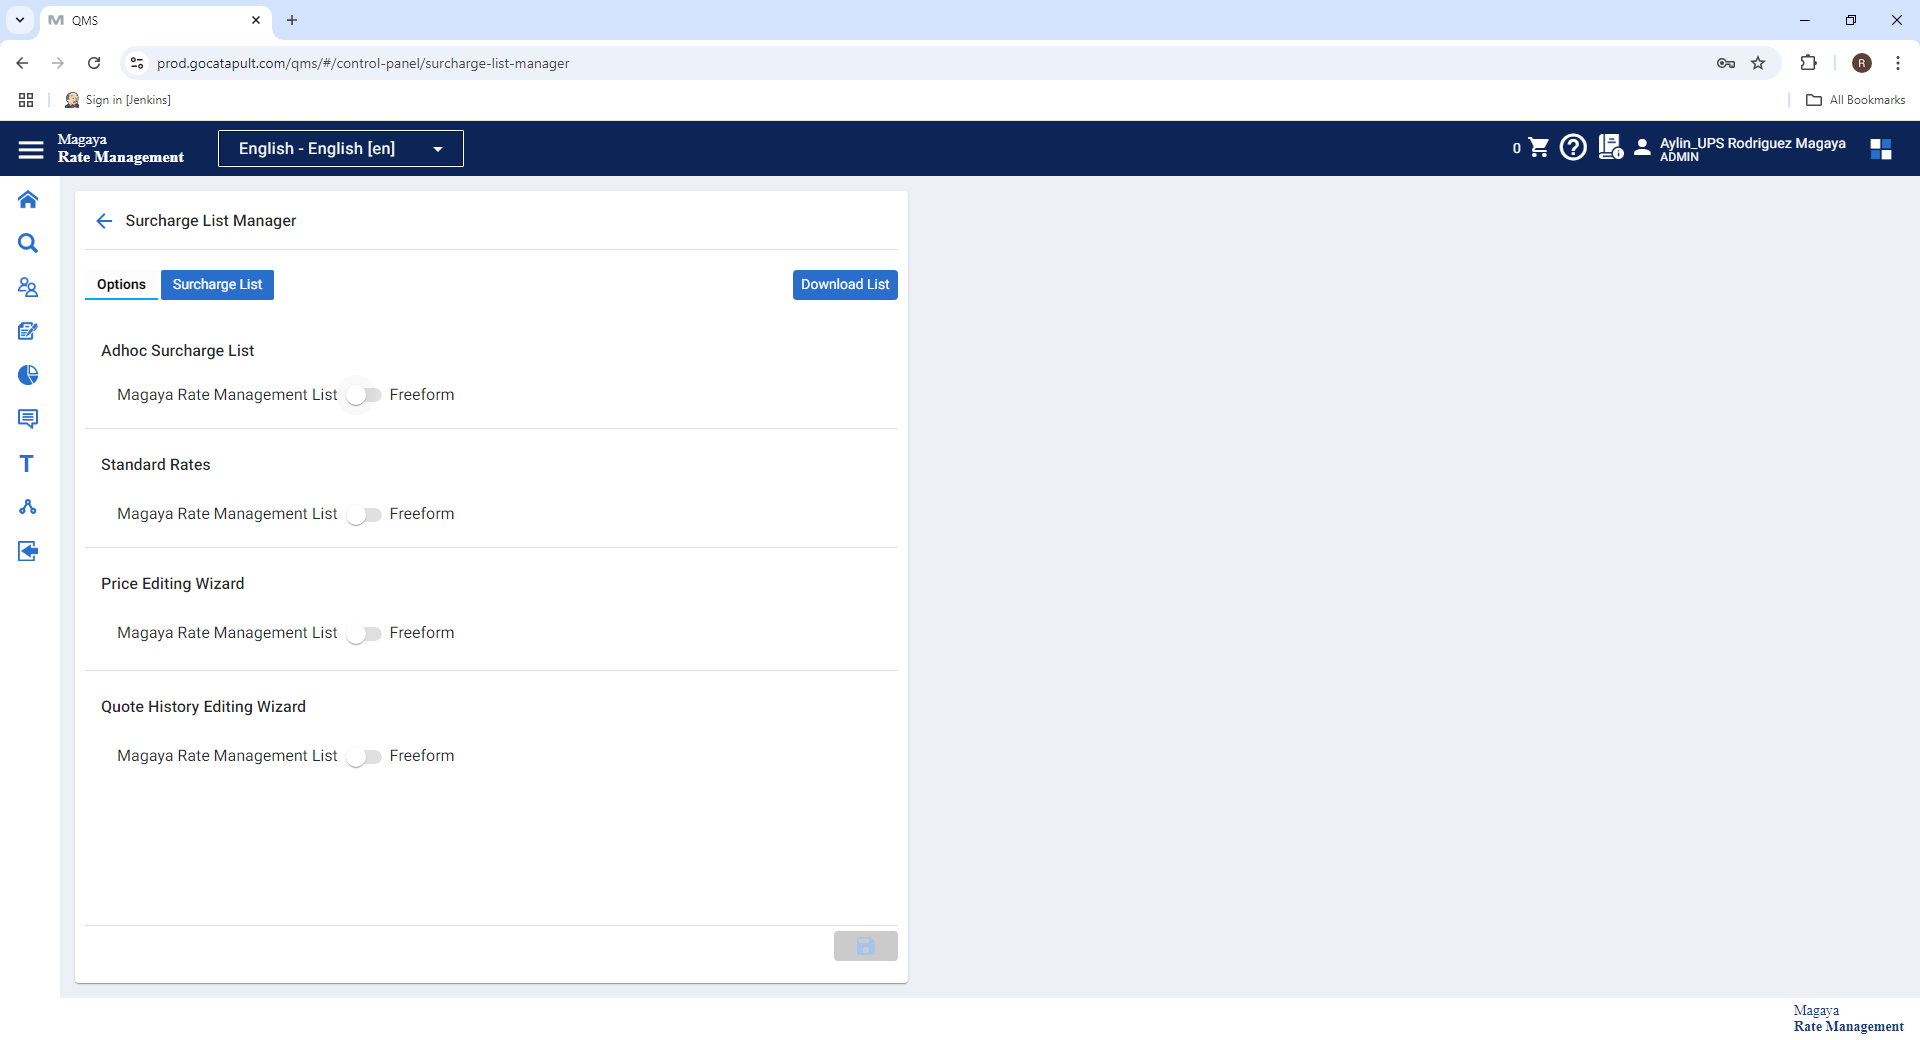 QMS
prod.gocatapult.com/qms/#/control-panel/surcharge-list-manager
R
Sign in [Jenkins]
All Bookmarks
Magaya
Rate Management
English - English [en]
0
Aylin_UPS Rodriguez Magaya
ADMIN
Surcharge List Manager
Options
Surcharge List
Download List
Adhoc Surcharge List
Magaya Rate Management List
Freeform
Standard Rates
Magaya Rate Management List
Freeform
Price Editing Wizard
Magaya Rate Management List
Freeform
Quote History Editing Wizard
Magaya Rate Management List
Freeform
Magaya
Rate Management